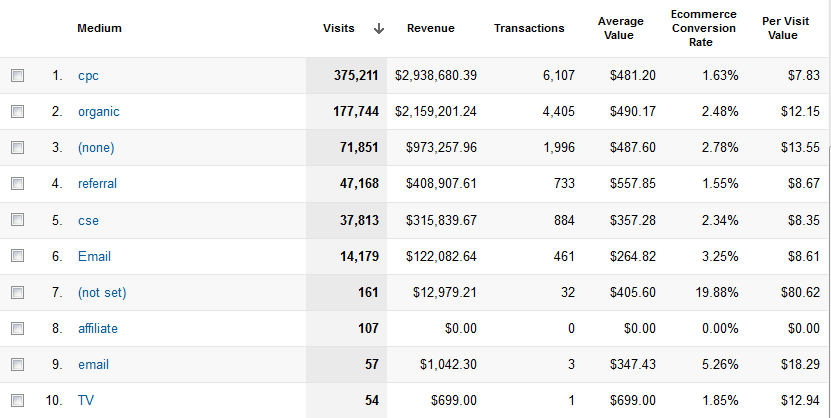 Medium Visits Revenue Transactions Average Value Ecommerce Conversion Rate Per Visit Value
1. cpc 375,211 $2,938,680.39 6,107 $481.20 1.63% $7.83
2. organic 177,744 $2,159,201.24 4,405 $490.17 2.48% $12.15
3. (none) 71,851 $973,257.96 1,996 $487.60 2.78% $13.55
4. referral 47,168 $408,907.61 733 $557.85 1.55% $8.67
5. cse 37,813 $315,839.67 884 $357.28 2.34% $8.35
6. Email 14,179 $122,082.64 461 $264.82 3.25% $8.61
7. (not set) 161 $12,979.21 32 $405.60 19.88% $80.62
8. affiliate 107 $0.00 0 $0.00 0.00% $0.00
9. email 57 $1,042.30 3 $347.43 5.26% $18.29
10. TV 54 $699.00 1 $699.00 1.85% $12.94